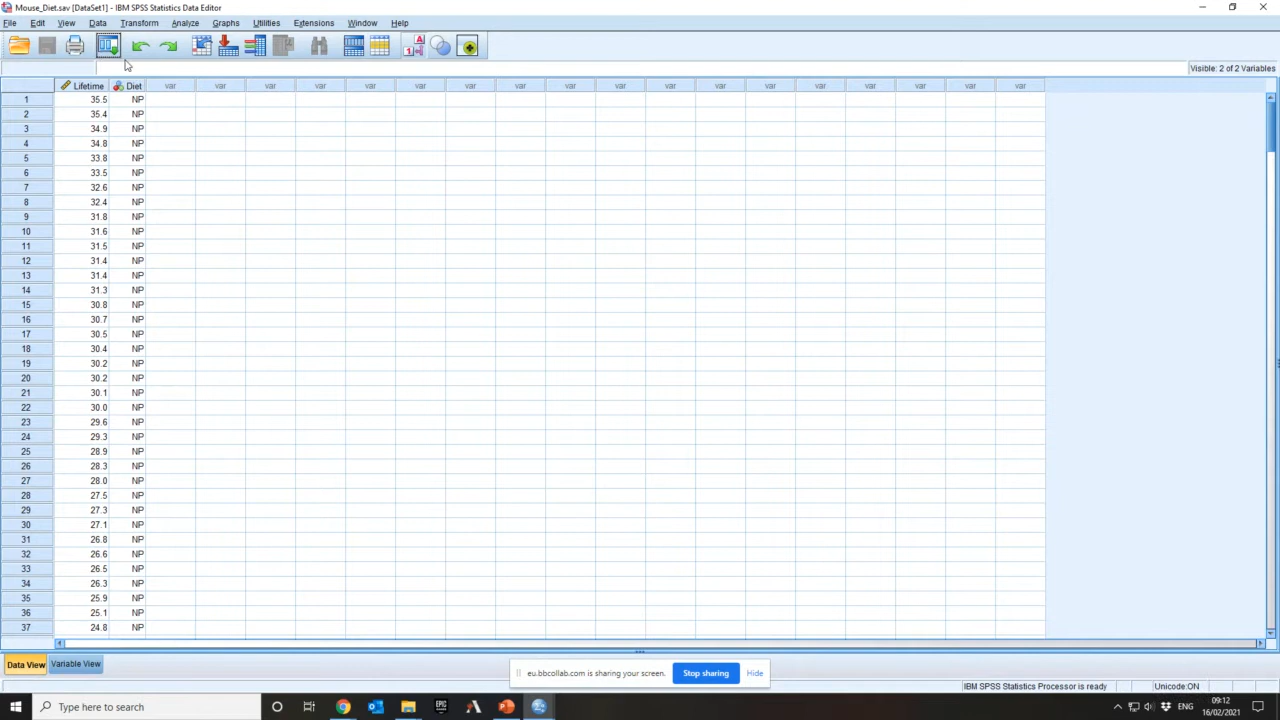 Mouse_Diet.sav [DataSet1] - IBM SPSS Statistics Data Editor
File Edit View Data Transform Analyze Graphs Utilities Extensions Window Help
Visible: 2 of 2 Variables
Lifetime Diet var var var var var var var var var var var var var var var var var var
1 35.5 NP
2 35.4 NP
3 34.9 NP
4 34.8 NP
5 33.8 NP
6 33.5 NP
7 32.6 NP
8 32.4 NP
9 31.8 NP
10 31.6 NP
11 31.5 NP
12 31.4 NP
13 31.4 NP
14 31.3 NP
15 30.8 NP
16 30.7 NP
17 30.5 NP
18 30.4 NP
19 30.2 NP
20 30.2 NP
21 30.1 NP
22 30.0 NP
23 29.6 NP
24 29.3 NP
25 28.9 NP
26 28.3 NP
27 28.0 NP
28 27.5 NP
29 27.3 NP
30 27.1 NP
31 26.8 NP
32 26.6 NP
33 26.5 NP
34 26.3 NP
35 25.9 NP
36 25.1 NP
37 24.8 NP
Data View Variable View
eu.bbcollab.com is sharing your screen. Stop sharing Hide
IBM SPSS Statistics Processor is ready Unicode:ON
Type here to search EPIC ENG 09:12
16/02/2021